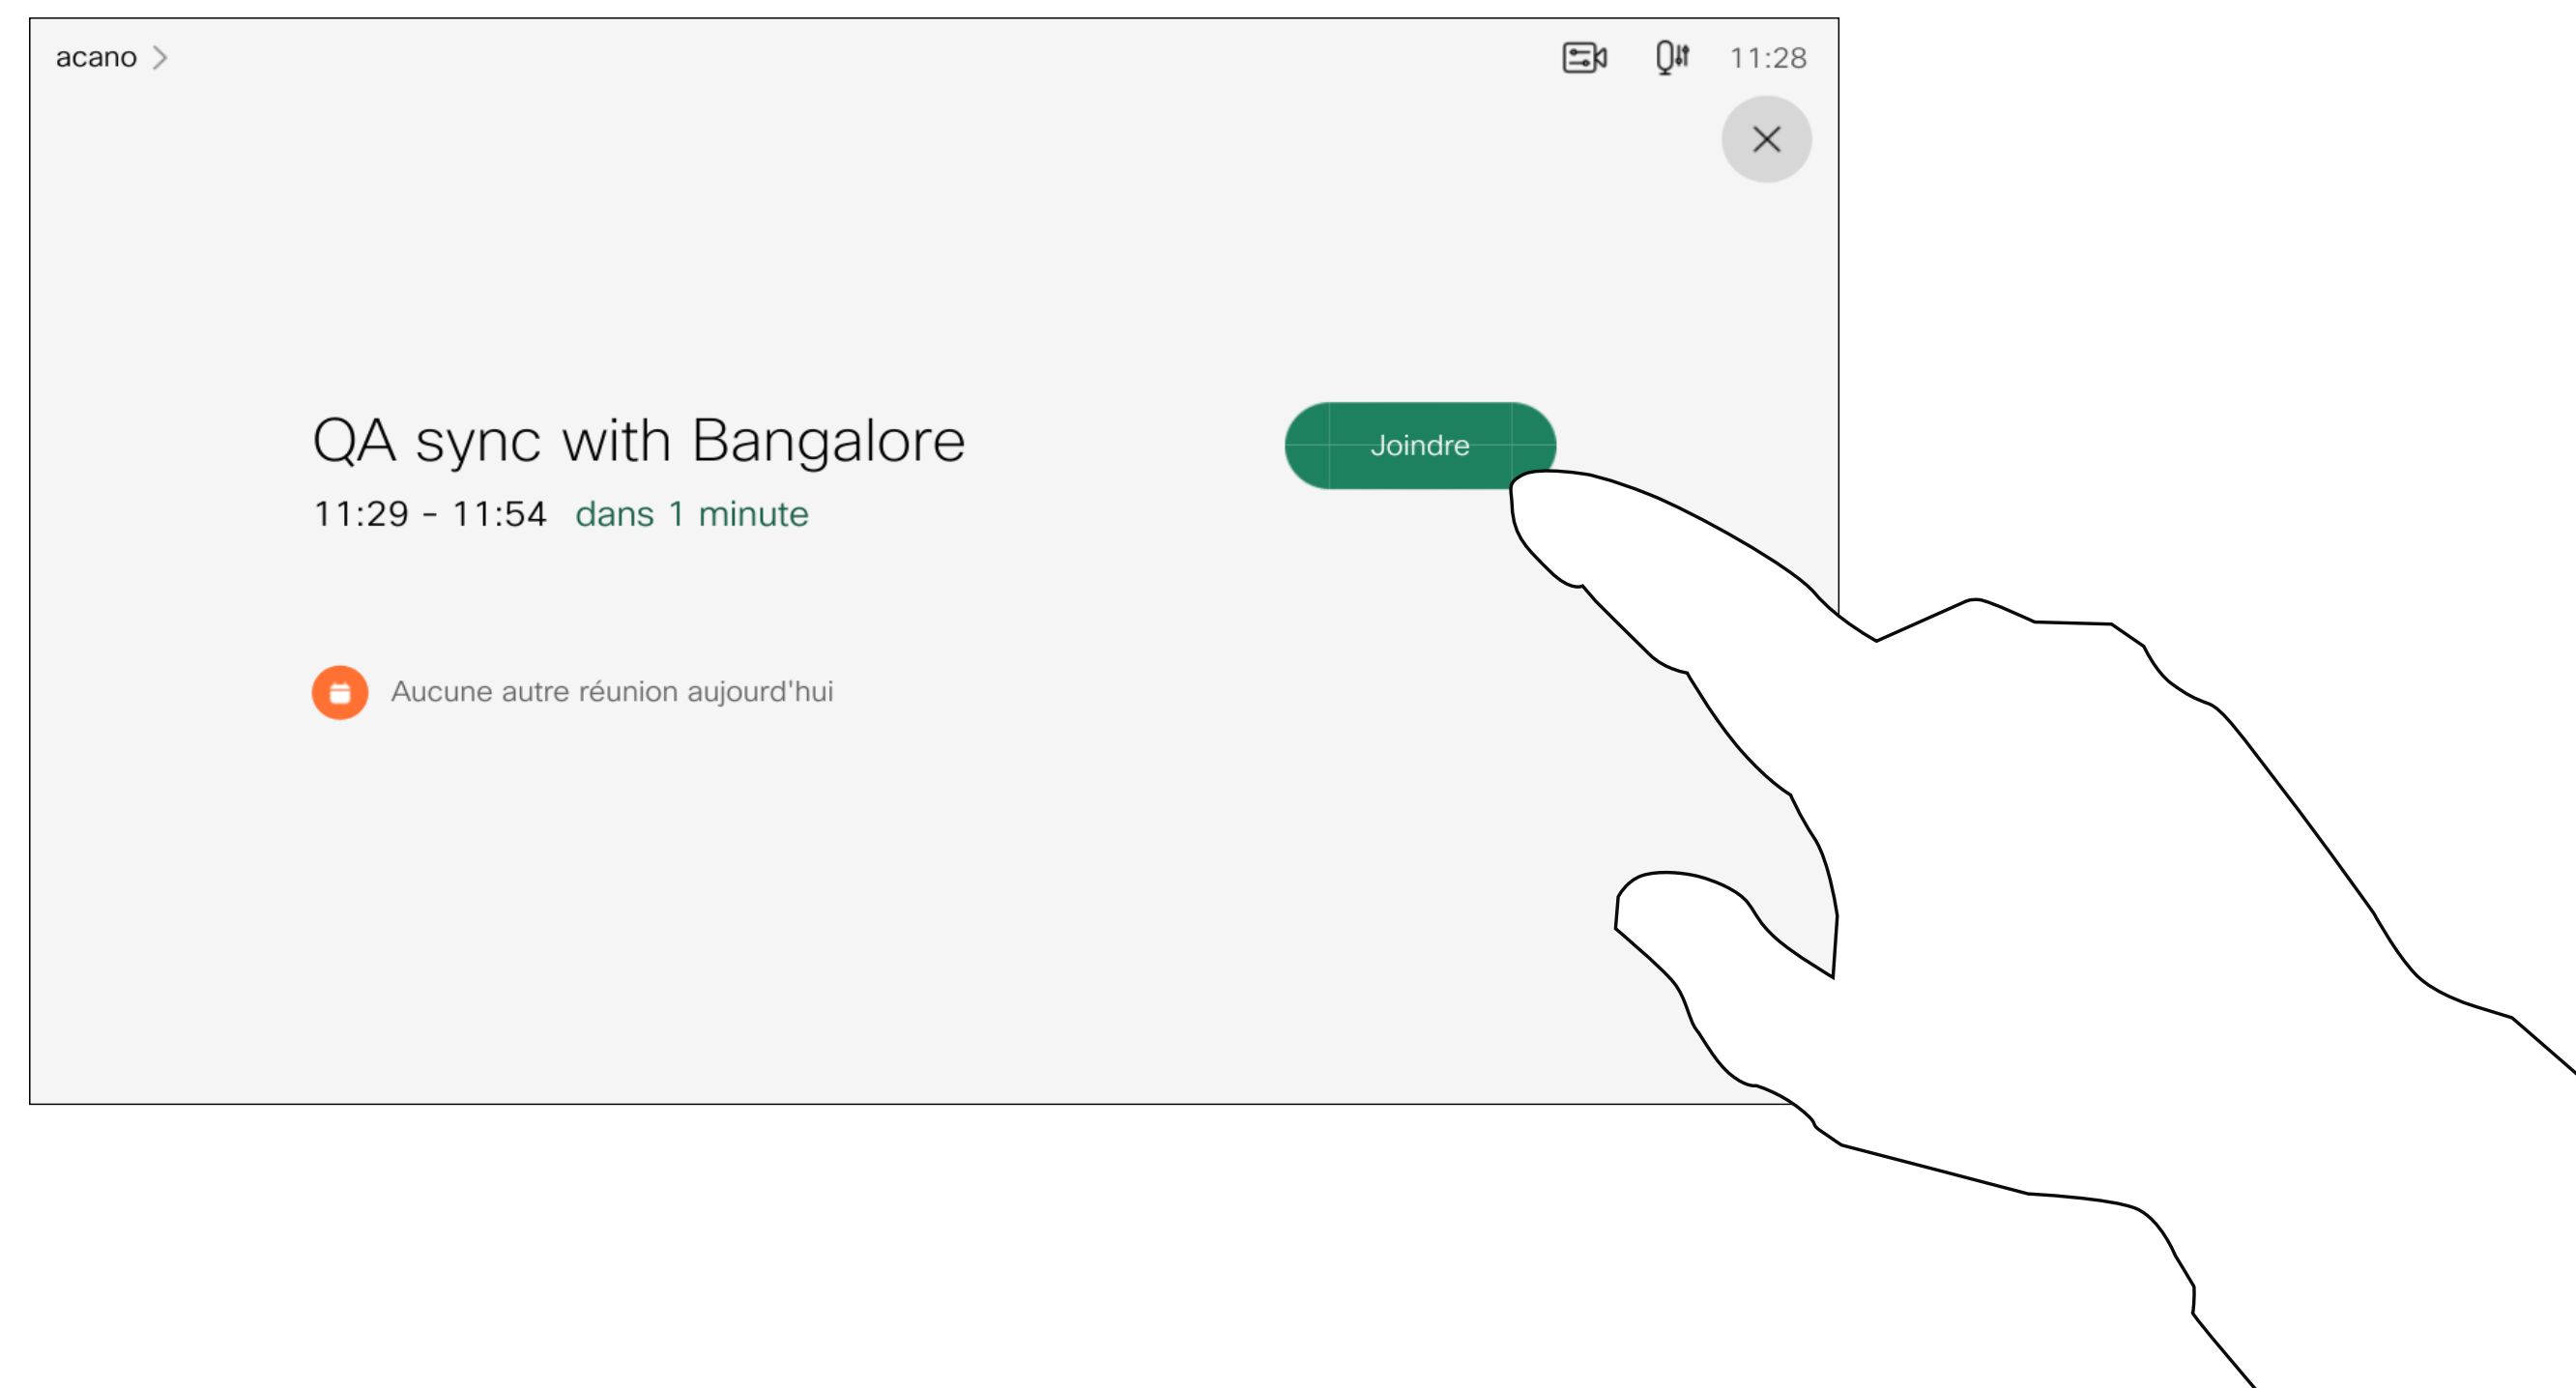 acano
11:28
QA sync with Bangalore
Joindre
11:29 - 11:54 dans 1 minute
Aucune autre réunion aujourd'hui